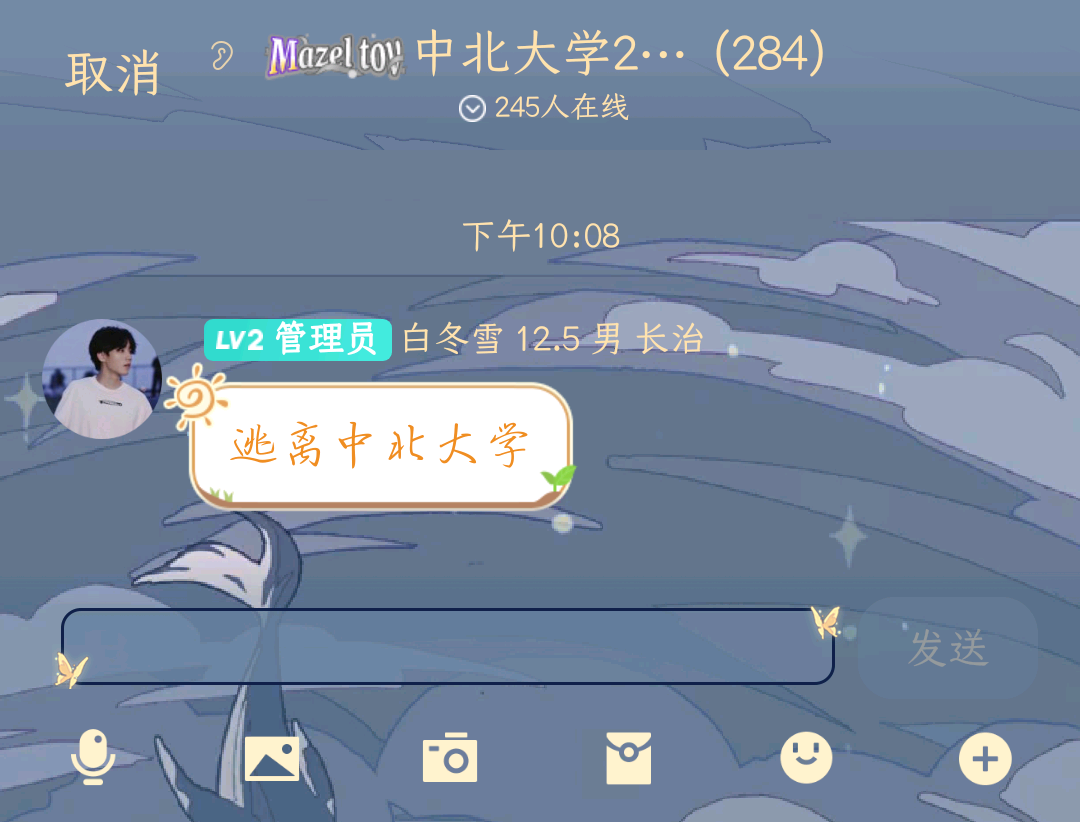 取消
Mazel tov 中北大学2…（284）
245人在线
下午10:08
LV2 管理员 白冬雪 12.5 男 长治
逃离中北大学
发送